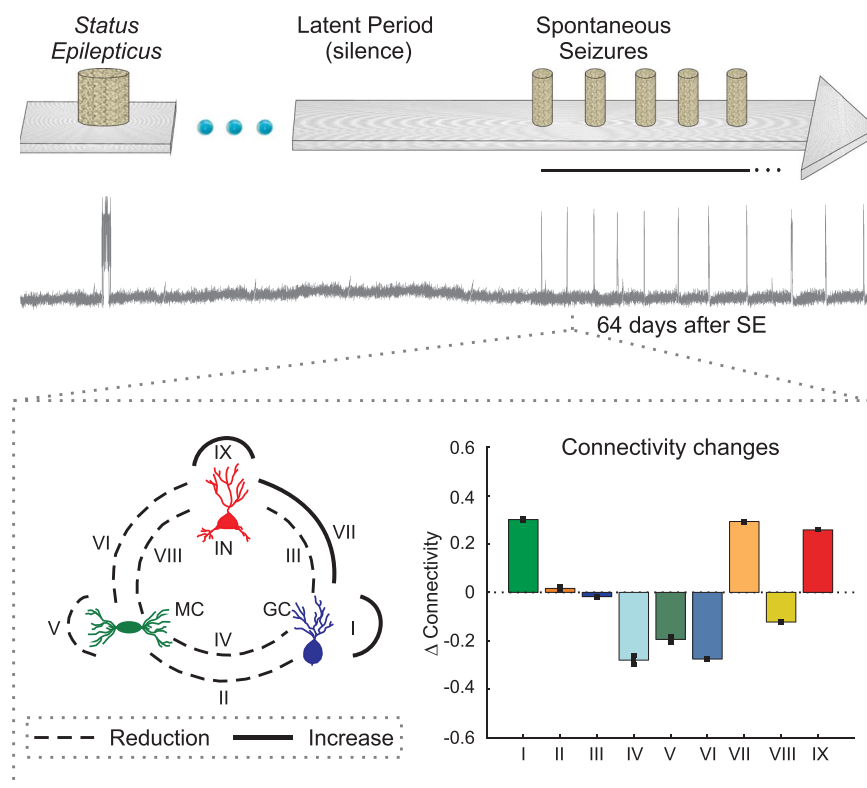 Status
Epilepticus
Latent Period
(silence)
Spontaneous
Seizures
64 days after SE
IX
VI
VIII
IN
III
VII
V
MC
GC
I
IV
II
Reduction
Increase
Connectivity changes
Δ Connectivity
0.6
0.4
0.2
0
-0.2
-0.4
-0.6
I II III IV V VI VII VIII IX